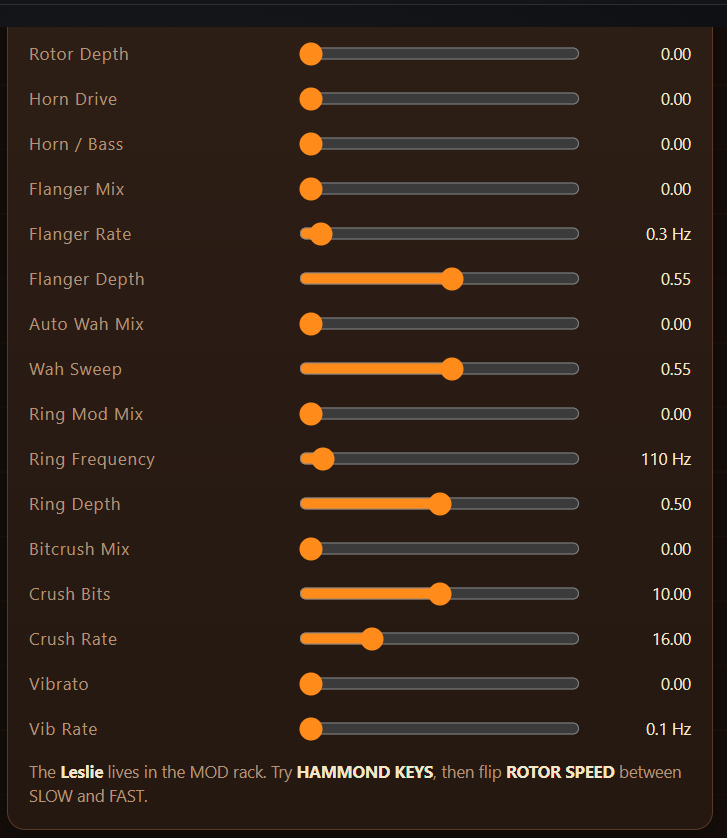 Rotor Depth 0.00
Horn Drive 0.00
Horn / Bass 0.00
Flanger Mix 0.00
Flanger Rate 0.3 Hz
Flanger Depth 0.55
Auto Wah Mix 0.00
Wah Sweep 0.55
Ring Mod Mix 0.00
Ring Frequency 110 Hz
Ring Depth 0.50
Bitcrush Mix 0.00
Crush Bits 10.00
Crush Rate 16.00
Vibrato 0.00
Vib Rate 0.1 Hz
The Leslie lives in the MOD rack. Try HAMMOND KEYS, then flip ROTOR SPEED between
SLOW and FAST.